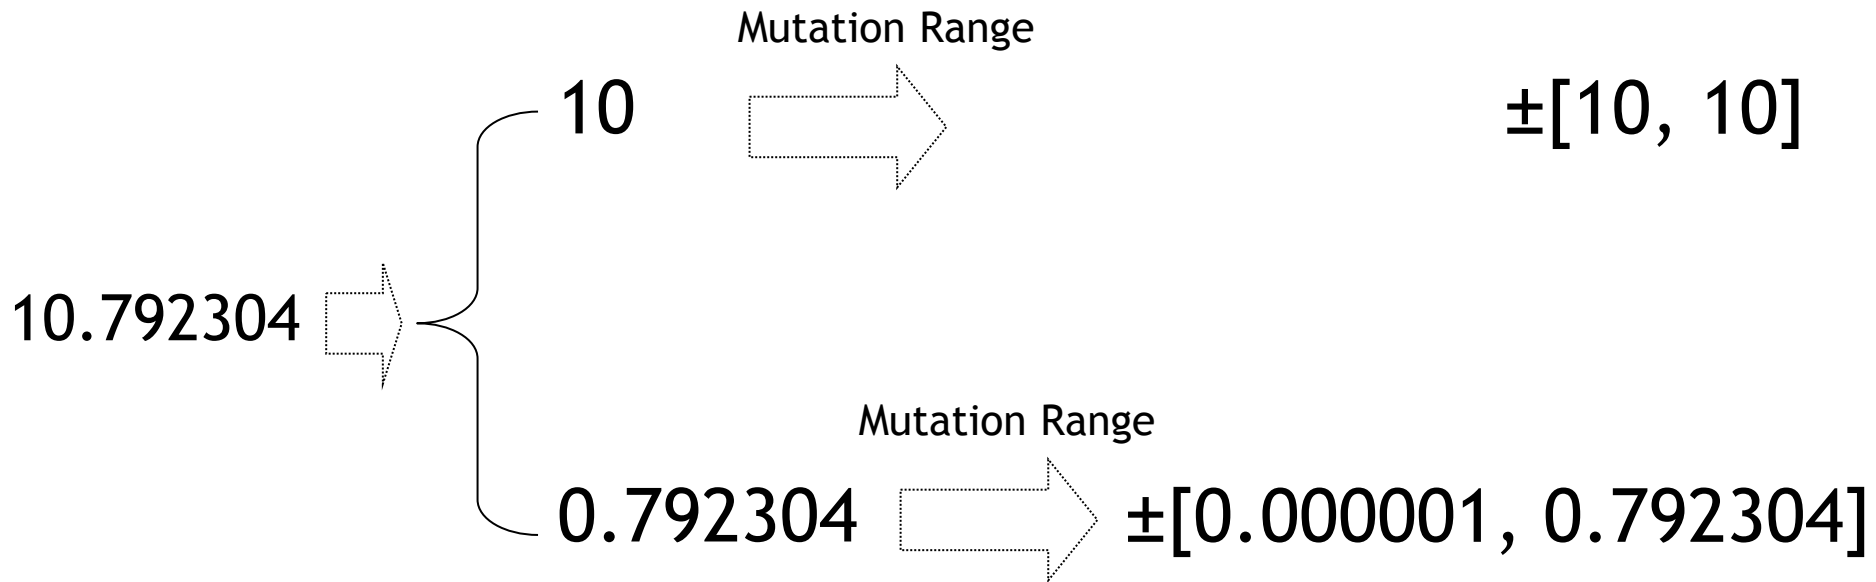 Mutation Range
10
±[10, 10]
10.792304
Mutation Range
0.792304
±[0.000001, 0.792304]